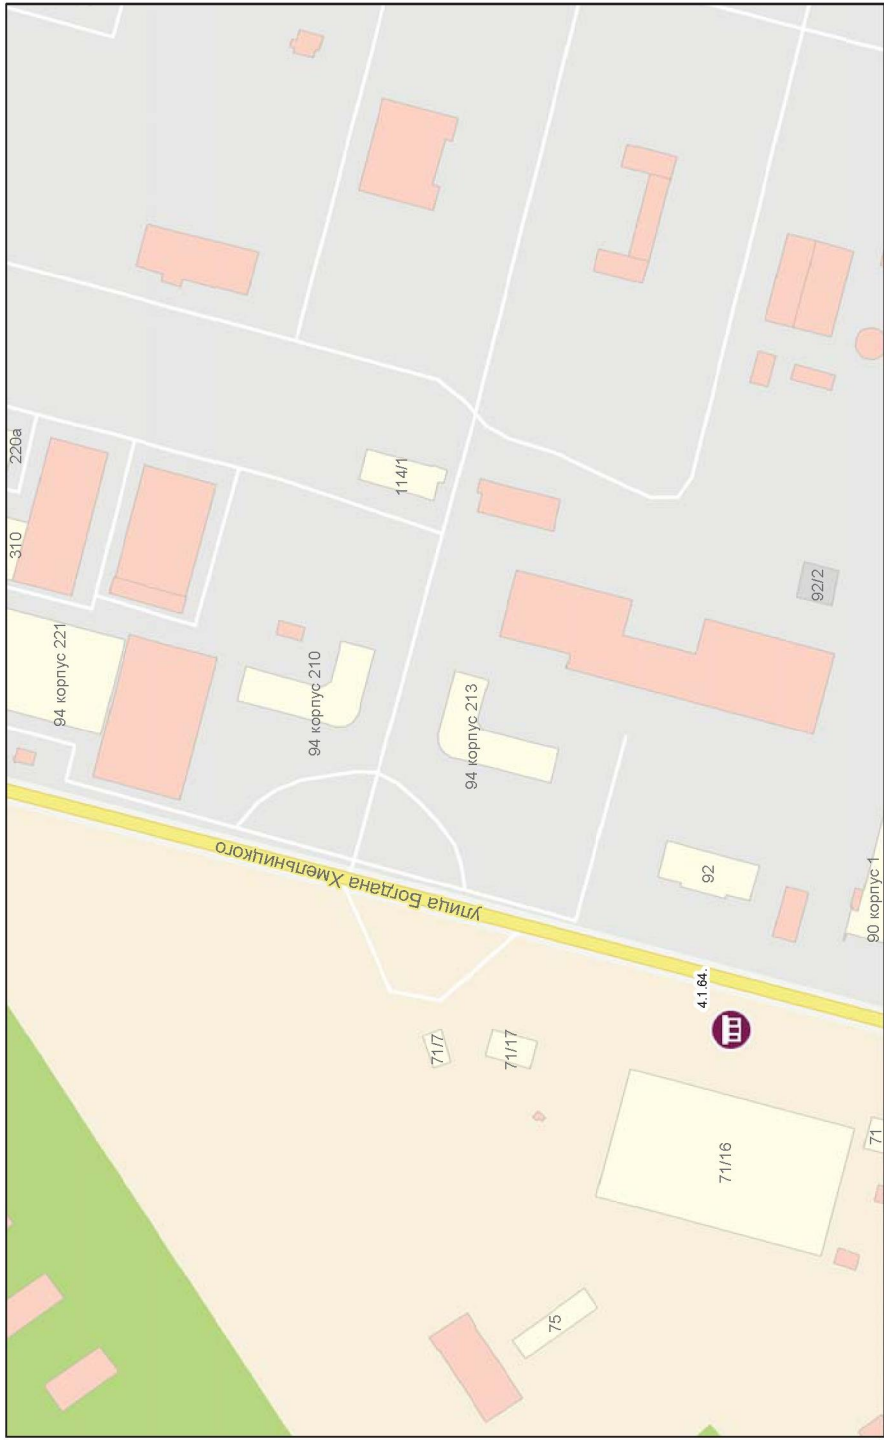 220а
310
94 корпус 221
114/1
94 корпус 210
92/2
94 корпус 213
улица Богдана Хмельницкого
92
90 корпус 1
4.1.64.
71/7
71/17
71/16
71
75